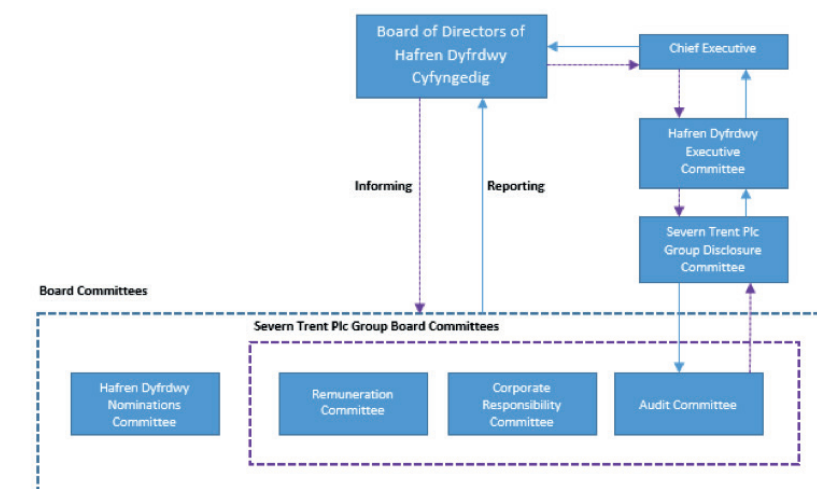 Board of Directors of
Hafren Dyfrdwy
Cyfyngedig
Chief Executive
Hafren Dyfrdwy
Executive
Committee
Informing
Reporting
Severn Trent Plc
Group Disclosure
Committee
Board Committees
Severn Trent Plc Group Board Committees
Hafren Dyfrdwy
Nominations
Committee
Remuneration
Committee
Corporate
Responsibility
Committee
Audit Committee